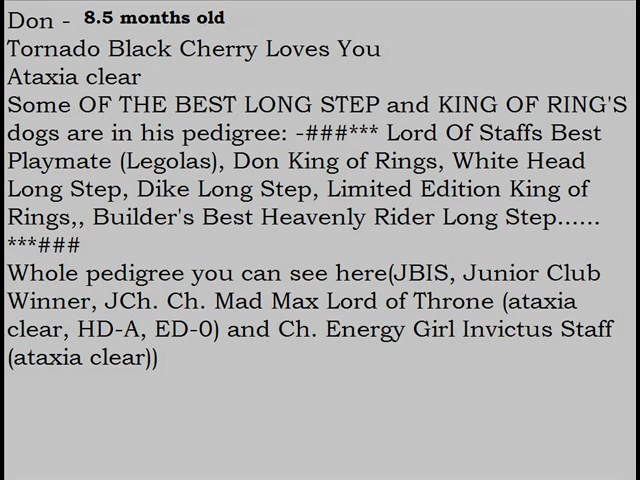 Don - 8.5 months old
Tornado Black Cherry Loves You
Ataxia clear
Some OF THE BEST LONG STEP and KING OF RING'S
dogs are in his pedigree: -###*** Lord Of Staffs Best
Playmate (Legolas), Don King of Rings, White Head
Long Step, Dike Long Step, Limited Edition King of
Rings,, Builder's Best Heavenly Rider Long Step......
***###
Whole pedigree you can see here(JBIS, Junior Club
Winner, JCh. Ch. Mad Max Lord of Throne (ataxia
clear, HD-A, ED-0) and Ch. Energy Girl Invictus Staff
(ataxia clear))